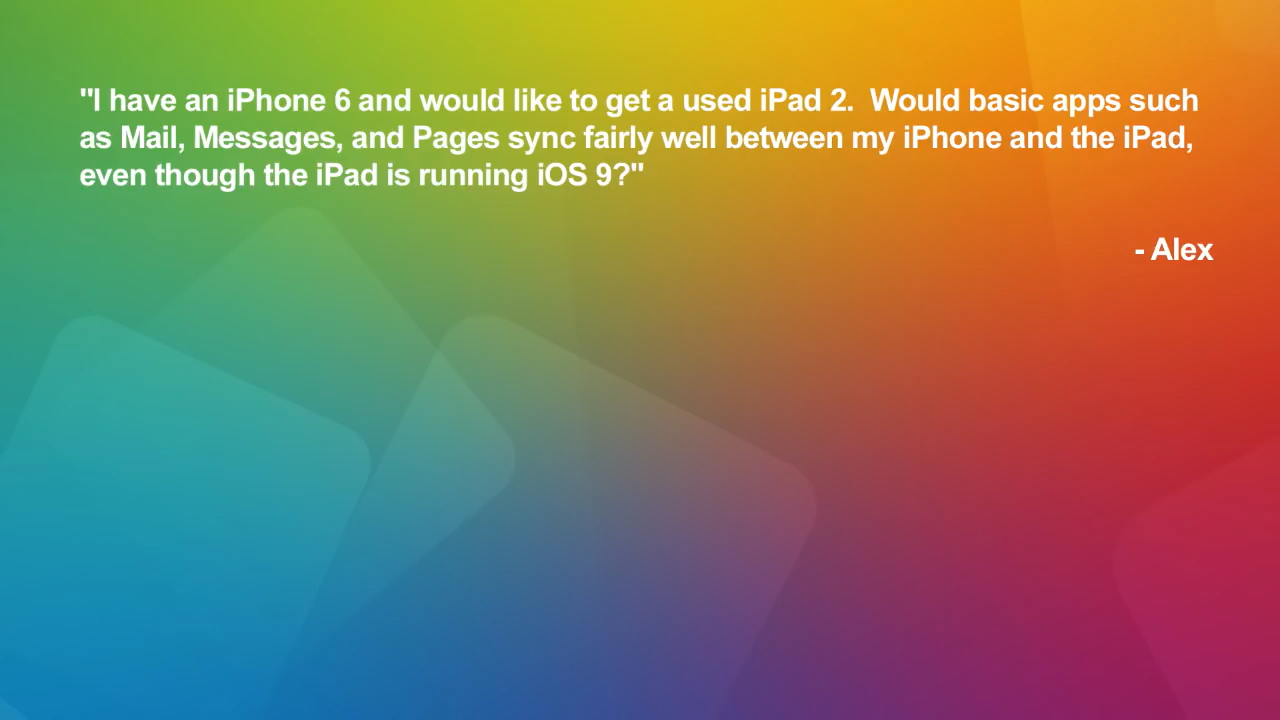 "I have an iPhone 6 and would like to get a used iPad 2.  Would basic apps such
as Mail, Messages, and Pages sync fairly well between my iPhone and the iPad,
even though the iPad is running iOS 9?"
- Alex